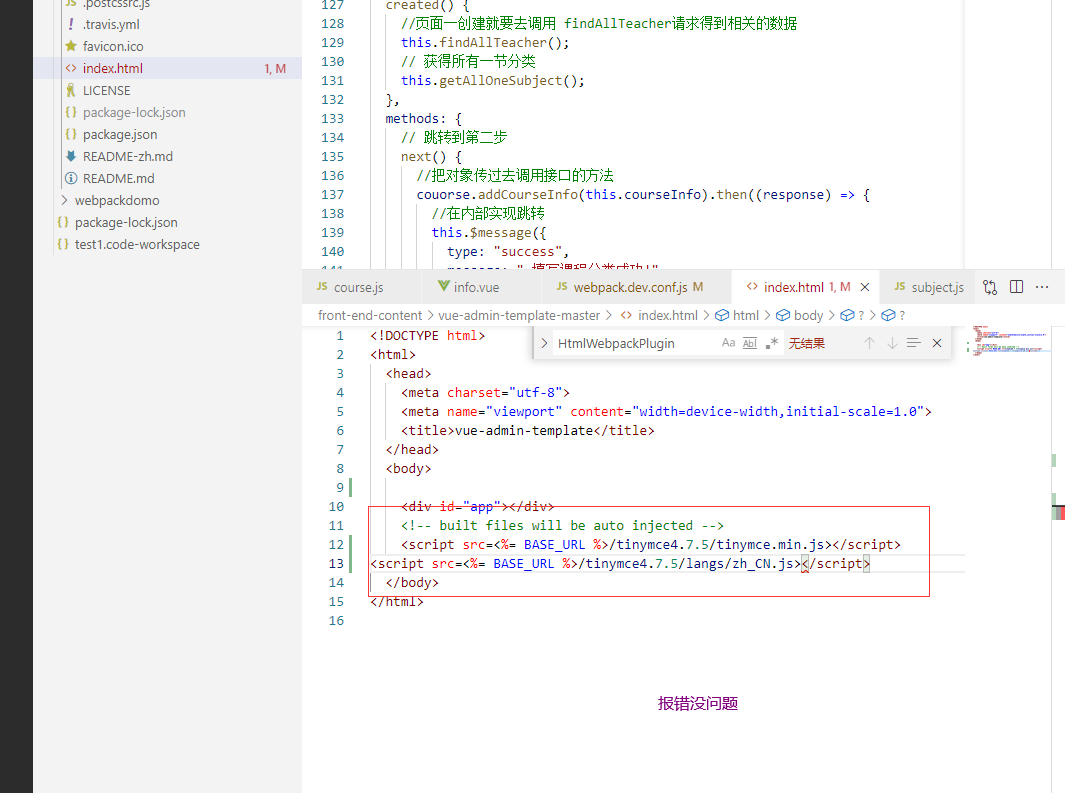 .postcssrc.js
.travis.yml
favicon.ico
index.html 1, M
LICENSE
package-lock.json
package.json
README-zh.md
README.md
webpackdomo
package-lock.json
test1.code-workspace
127 created() {
128 //页面一创建就要去调用 findAllTeacher请求得到相关的数据
129 this.findAllTeacher();
130 // 获得所有一节分类
131 this.getAllOneSubject();
132 },
133 methods: {
134 // 跳转到第二步
135 next() {
136 //把对象传过去调用接口的方法
137 couorse.addCourseInfo(this.courseInfo).then((response) => {
138 //在内部实现跳转
139 this.$message({
140 type: "success",
course.js info.vue webpack.dev.conf.js M index.html 1, M subject.js
front-end-content > vue-admin-template-master > index.html > html > body > ? > ?
HtmlWebpackPlugin Aa Abl .* 无结果
1 <!DOCTYPE html>
2 <html>
3 <head>
4 <meta charset="utf-8">
5 <meta name="viewport" content="width=device-width,initial-scale=1.0">
6 <title>vue-admin-template</title>
7 </head>
8 <body>
9
10 <div id="app"></div>
11 <!-- built files will be auto injected -->
12 <script src=<%= BASE_URL %>/tinymce4.7.5/tinymce.min.js></script>
13 <script src=<%= BASE_URL %>/tinymce4.7.5/langs/zh_CN.js></script>
14 </body>
15 </html>
16
报错没问题